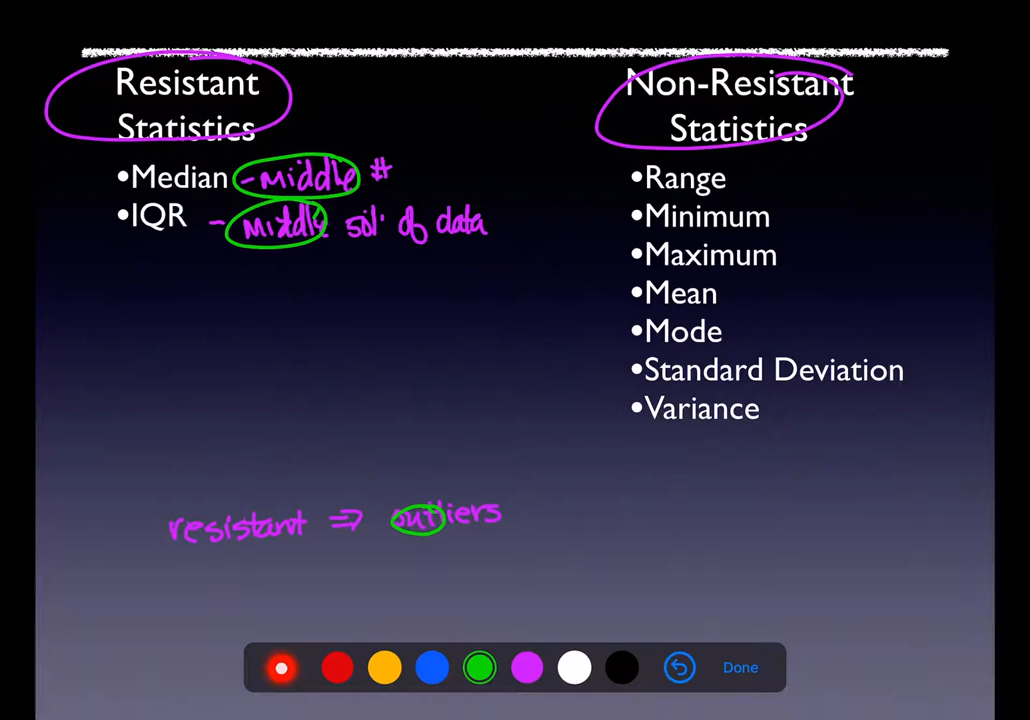 Resistant
Statistics
•Median - middle #
•IQR - middle 50% of data
Non-Resistant
Statistics
•Range
•Minimum
•Maximum
•Mean
•Mode
•Standard Deviation
•Variance
resistant ⇒ outliers
Done